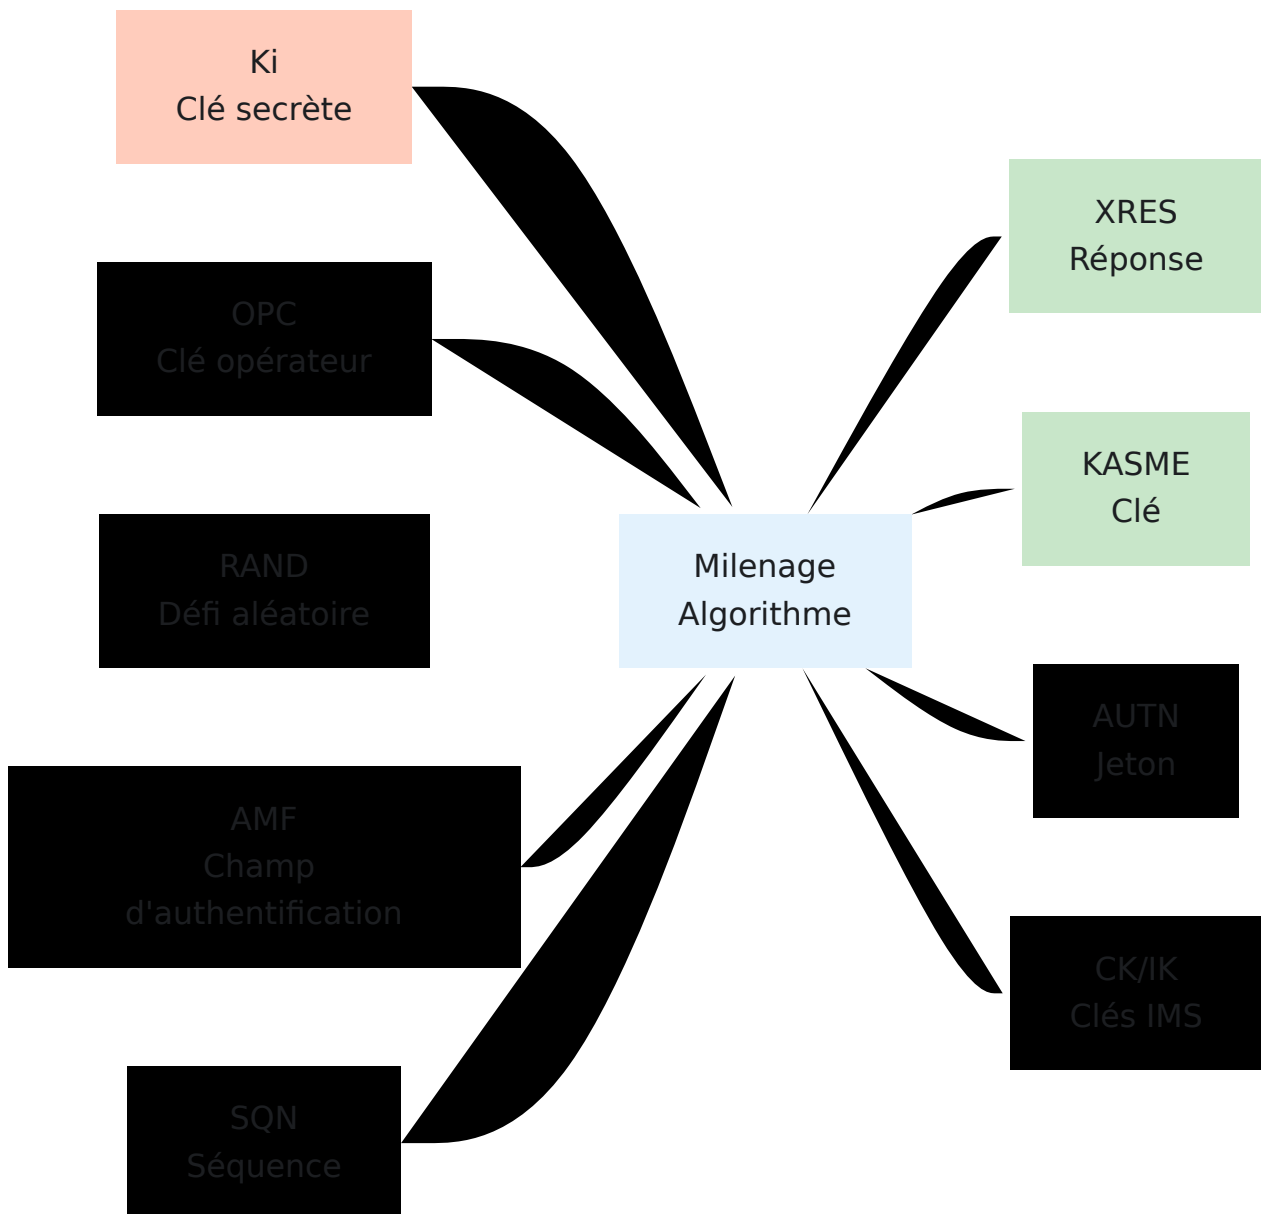 Ki
Clé secrète
OPC
Clé opérateur
RAND
Défi aléatoire
AMF
Champ
d'authentification
SQN
Séquence
Milenage
Algorithme
XRES
Réponse
KASME
Clé
AUTN
Jeton
CK/IK
Clés IMS